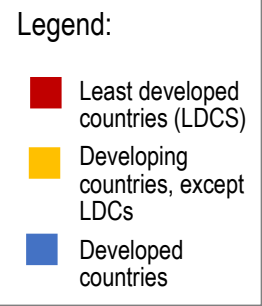 Legend:
Least developed
countries (LDCS)
Developing
countries, except
LDCs
Developed
countries